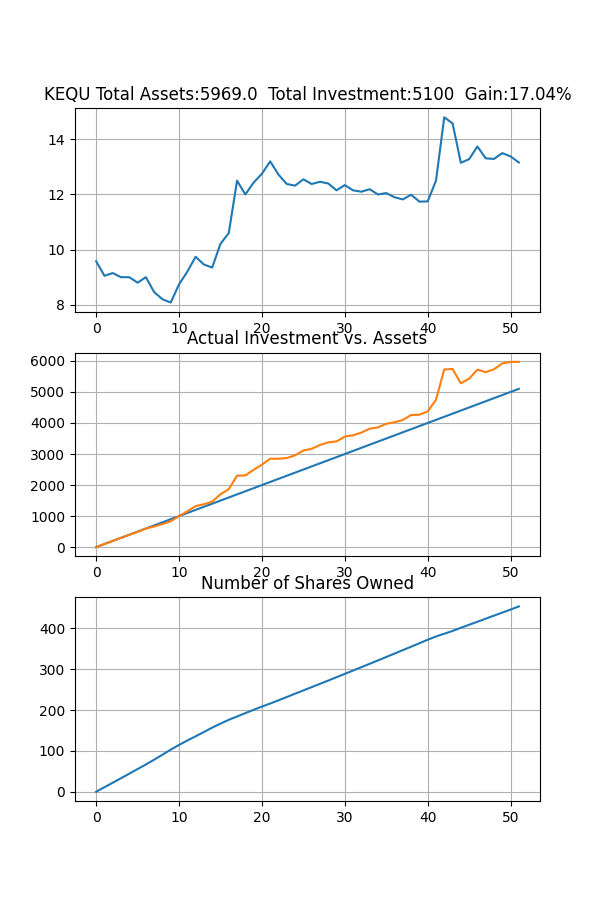 KEQU Total Assets:5969.0  Total Investment:5100  Gain:17.04%
14
12
10
8
0 10 20 30 40 50
Actual Investment vs. Assets
6000
5000
4000
3000
2000
1000
0
0 10 20 30 40 50
Number of Shares Owned
400
300
200
100
0
0 10 20 30 40 50